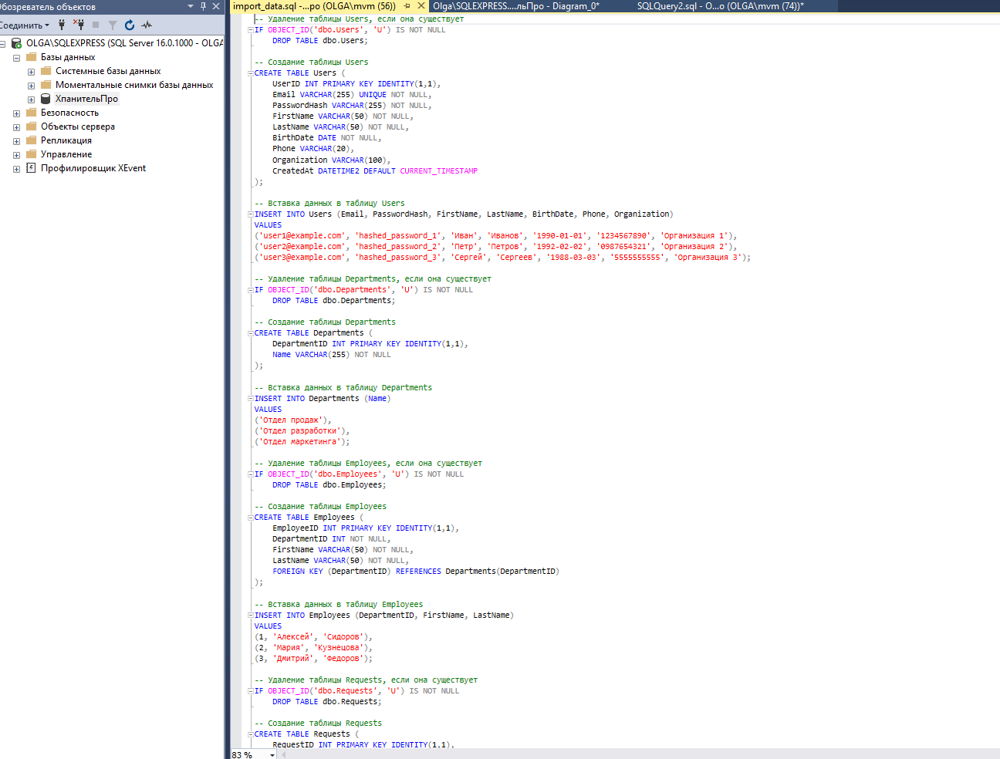 Обозреватель объектов
Соединить
OLGA\SQLEXPRESS (SQL Server 16.0.1000 - OLGA
Базы данных
Системные базы данных
Моментальные снимки базы данных
ХпанительПро
Безопасность
Объекты сервера
Репликация
Управление
Профилировщик XEvent
import_data.sql -...po (OLGA\mvm (56))
Olga\SQLEXPRESS....льПро - Diagram_0*
SQLQuery2.sql - O...o (OLGA\mvm (74))*
-- Удаление таблицы Users, если она существует
IF OBJECT_ID('dbo.Users', 'U') IS NOT NULL
DROP TABLE dbo.Users;
-- Создание таблицы Users
CREATE TABLE Users (
UserID INT PRIMARY KEY IDENTITY(1,1),
Email VARCHAR(255) UNIQUE NOT NULL,
PasswordHash VARCHAR(255) NOT NULL,
FirstName VARCHAR(50) NOT NULL,
LastName VARCHAR(50) NOT NULL,
BirthDate DATE NOT NULL,
Phone VARCHAR(20),
Organization VARCHAR(100),
CreatedAt DATETIME2 DEFAULT CURRENT_TIMESTAMP
);
-- Вставка данных в таблицу Users
INSERT INTO Users (Email, PasswordHash, FirstName, LastName, BirthDate, Phone, Organization)
VALUES
('user1@example.com', 'hashed_password_1', 'Иван', 'Иванов', '1990-01-01', '1234567890', 'Организация 1'),
('user2@example.com', 'hashed_password_2', 'Петр', 'Петров', '1992-02-02', '0987654321', 'Организация 2'),
('user3@example.com', 'hashed_password_3', 'Сергей', 'Сергеев', '1988-03-03', '5555555555', 'Организация 3');
-- Удаление таблицы Departments, если она существует
IF OBJECT_ID('dbo.Departments', 'U') IS NOT NULL
DROP TABLE dbo.Departments;
-- Создание таблицы Departments
CREATE TABLE Departments (
DepartmentID INT PRIMARY KEY IDENTITY(1,1),
Name VARCHAR(255) NOT NULL
);
-- Вставка данных в таблицу Departments
INSERT INTO Departments (Name)
VALUES
('Отдел продаж'),
('Отдел разработки'),
('Отдел маркетинга');
-- Удаление таблицы Employees, если она существует
IF OBJECT_ID('dbo.Employees', 'U') IS NOT NULL
DROP TABLE dbo.Employees;
-- Создание таблицы Employees
CREATE TABLE Employees (
EmployeeID INT PRIMARY KEY IDENTITY(1,1),
DepartmentID INT NOT NULL,
FirstName VARCHAR(50) NOT NULL,
LastName VARCHAR(50) NOT NULL,
FOREIGN KEY (DepartmentID) REFERENCES Departments(DepartmentID)
);
-- Вставка данных в таблицу Employees
INSERT INTO Employees (DepartmentID, FirstName, LastName)
VALUES
(1, 'Алексей', 'Сидоров'),
(2, 'Мария', 'Кузнецова'),
(3, 'Дмитрий', 'Федоров');
-- Удаление таблицы Requests, если она существует
IF OBJECT_ID('dbo.Requests', 'U') IS NOT NULL
DROP TABLE dbo.Requests;
-- Создание таблицы Requests
CREATE TABLE Requests (
RequestID INT PRIMARY KEY IDENTITY(1,1),
83 %